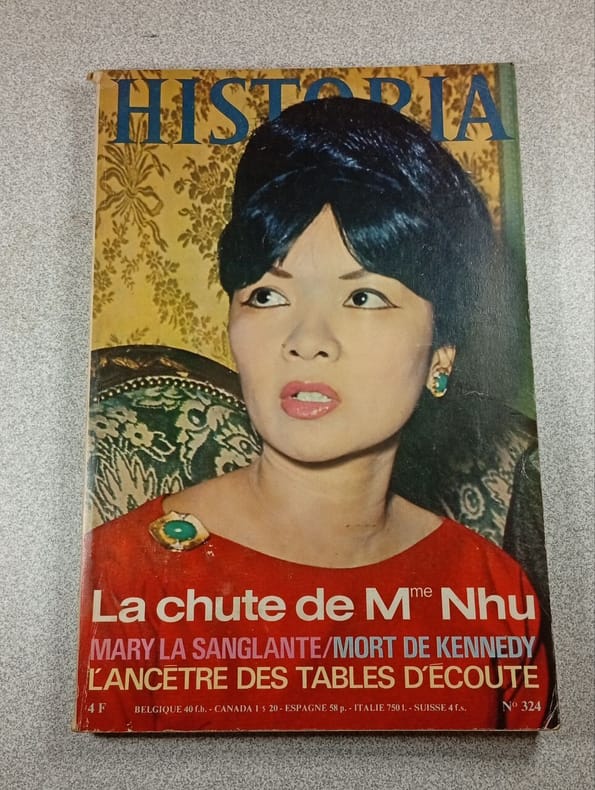 HISTORIA
La chute de Mme Nhu
MARY LA SANGLANTE/MORT DE KENNEDY
L'ANCÊTRE DES TABLES D'ÉCOUTE
4 F BELGIQUE 40 f.b. - CANADA 1 $ 20 - ESPAGNE 58 p. - ITALIE 750 l. - SUISSE 4 f.s. No 324